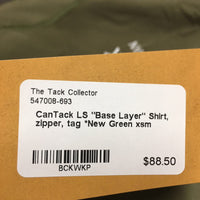 The Tack Collector
547008-693
CanTack LS "Base Layer" Shirt,
zipper, tag *New Green xsm
$88.50
BCKWKP